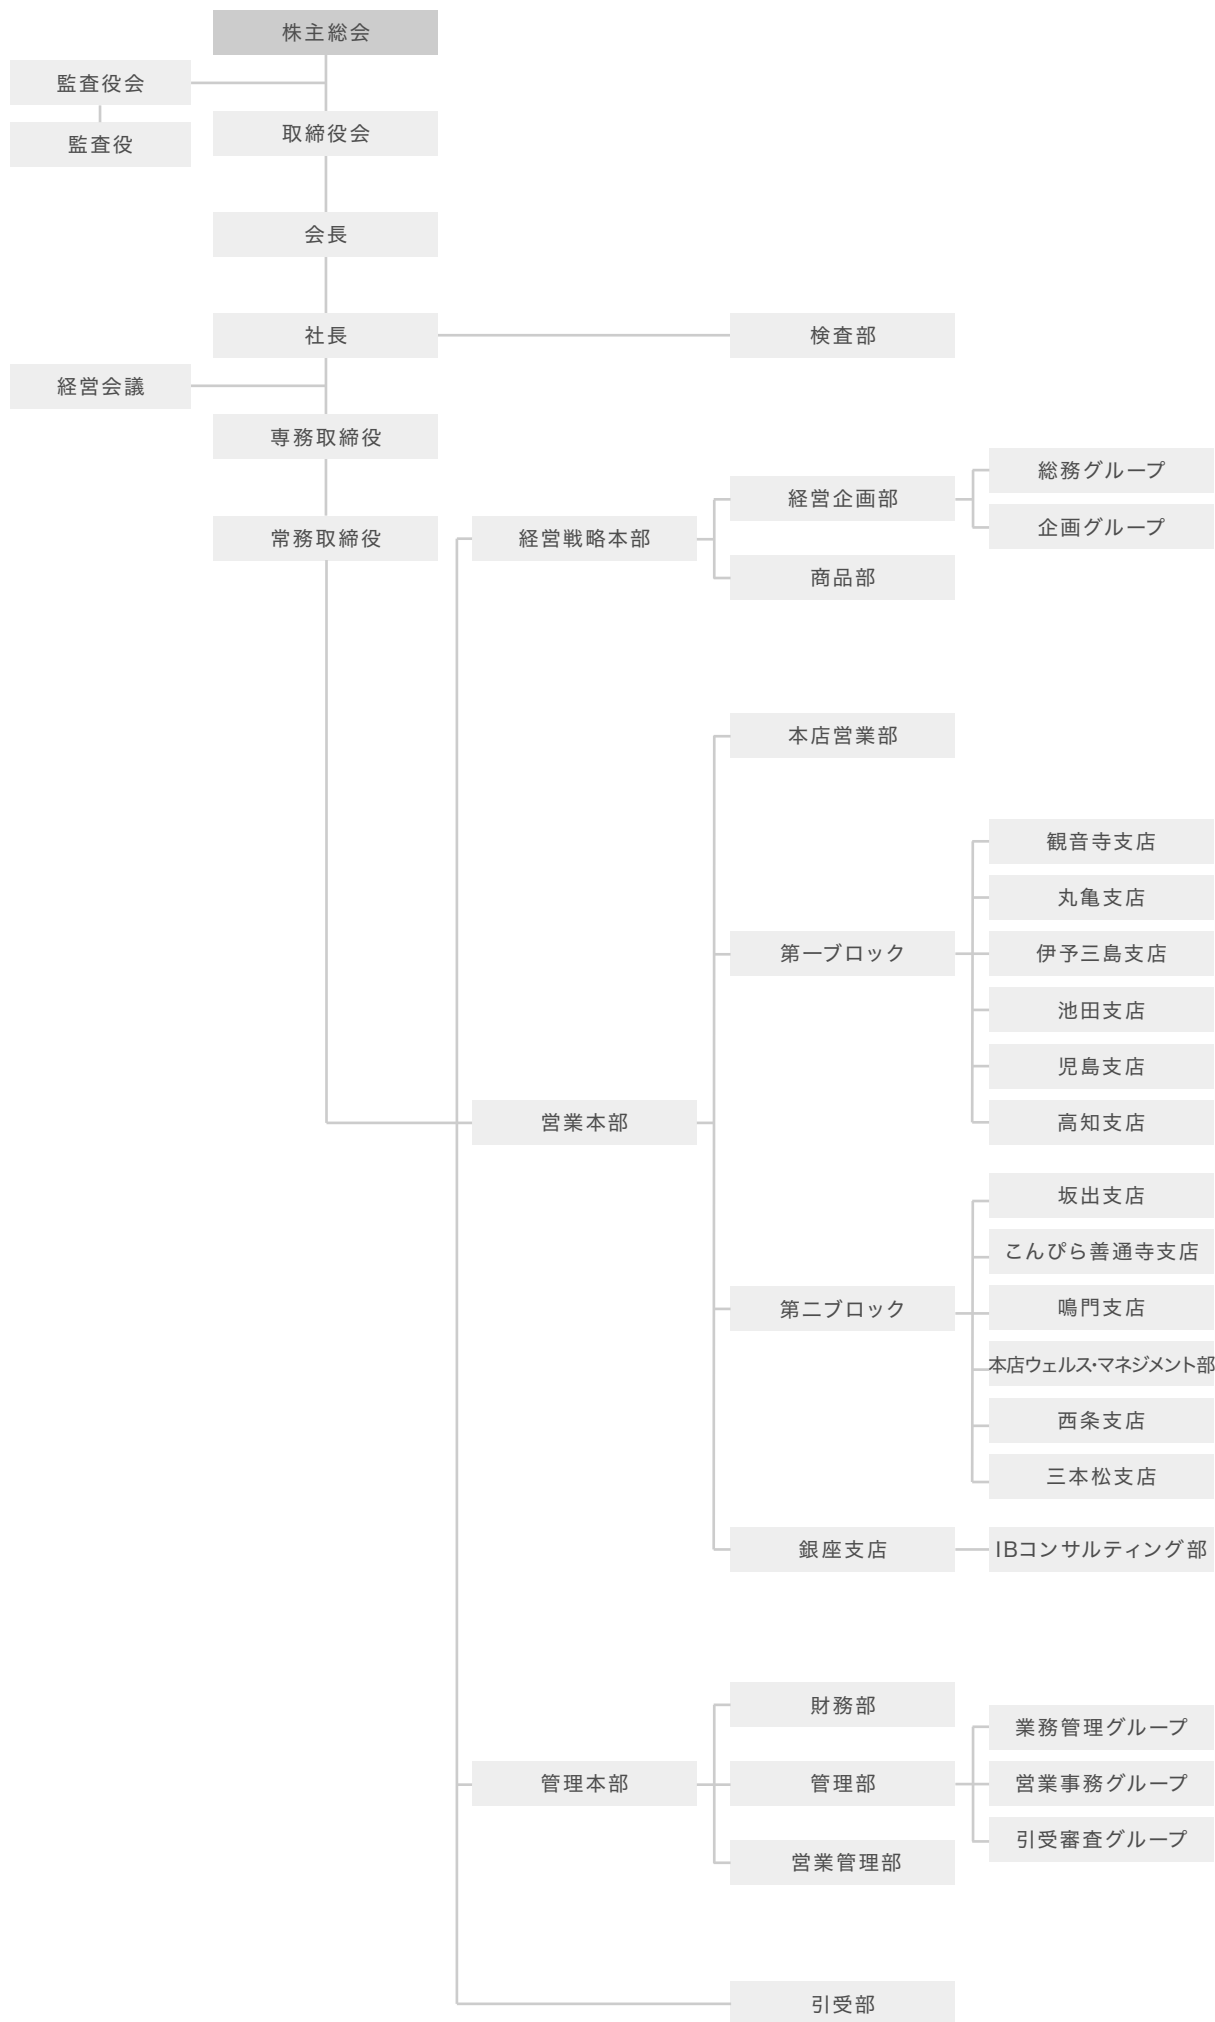 株主総会
監査役会
監査役
取締役会
会長
社長
検査部
経営会議
専務取締役
常務取締役
経営戦略本部
経営企画部
総務グループ
企画グループ
商品部
本店営業部
営業本部
第一ブロック
観音寺支店
丸亀支店
伊予三島支店
池田支店
児島支店
高知支店
第二ブロック
坂出支店
こんぴら善通寺支店
鳴門支店
本店ウェルス・マネジメント部
西条支店
三本松支店
銀座支店
IBコンサルティング部
管理本部
財務部
管理部
業務管理グループ
営業事務グループ
引受審査グループ
営業管理部
引受部